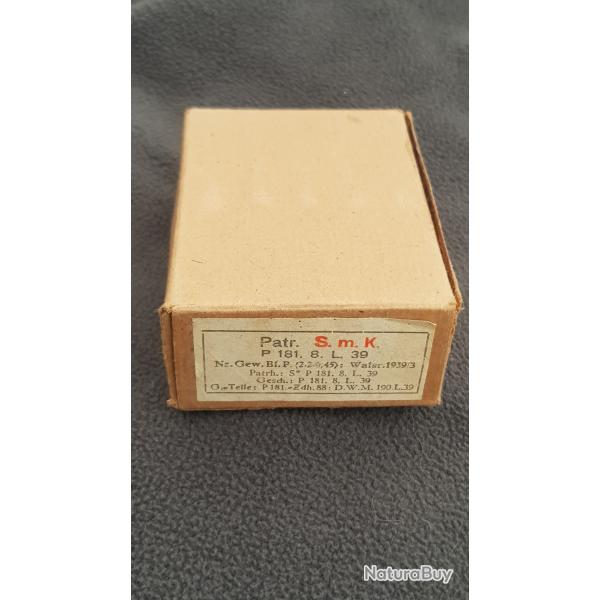 Patr. S. m. K.
P 181. 8. L. 39
Nz. Gew. Bl. P. (2.2·0,45): Walsr. 1939/3
Patrh.: S* P 181. 8. L. 39
Gesch.: P 181. 8. L. 39
G.-Teile: P 181.-Zdh. 88: D. W. M. 190. L. 39
NaturaBuy